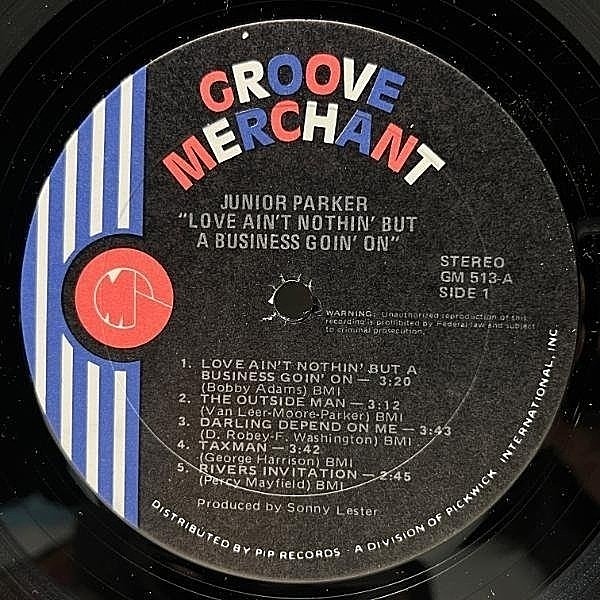 GROOVE
MERCHANT
JUNIOR PARKER
"LOVE AIN'T NOTHIN' BUT
A BUSINESS GOIN' ON"
STEREO
GM 513-A
SIDE 1
WARNING: Unauthorized reproduction of this
recording is prohibited by Federal law and subject
to criminal prosecution.
1. LOVE AIN'T NOTHIN' BUT A
BUSINESS GOIN' ON — 3:20
(Bobby Adams) BMI
2. THE OUTSIDE MAN — 3:12
(Van Leer-Moore-Parker) BMI
3. DARLING DEPEND ON ME — 3:43
(D. Robey-F. Washington) BMI
4. TAXMAN — 3:42
(George Harrison) BMI
5. RIVERS INVITATION — 2:45
(Percy Mayfield) BMI
Produced by Sonny Lester
DISTRIBUTED BY PIP RECORDS · A DIVISION OF PICKWICK INTERNATIONAL, INC.